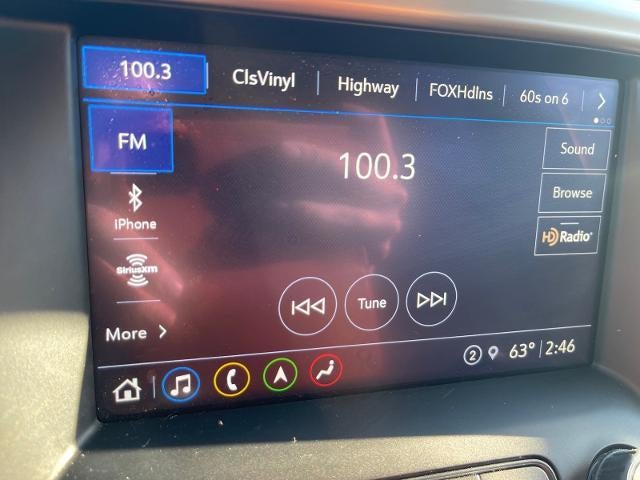 100.3 ClsVinyl Highway FOXHdlns 60s on 6
FM
100.3
Sound
Browse
iPhone
HD Radio
SiriusXM
Tune
More
2 63° 2:46